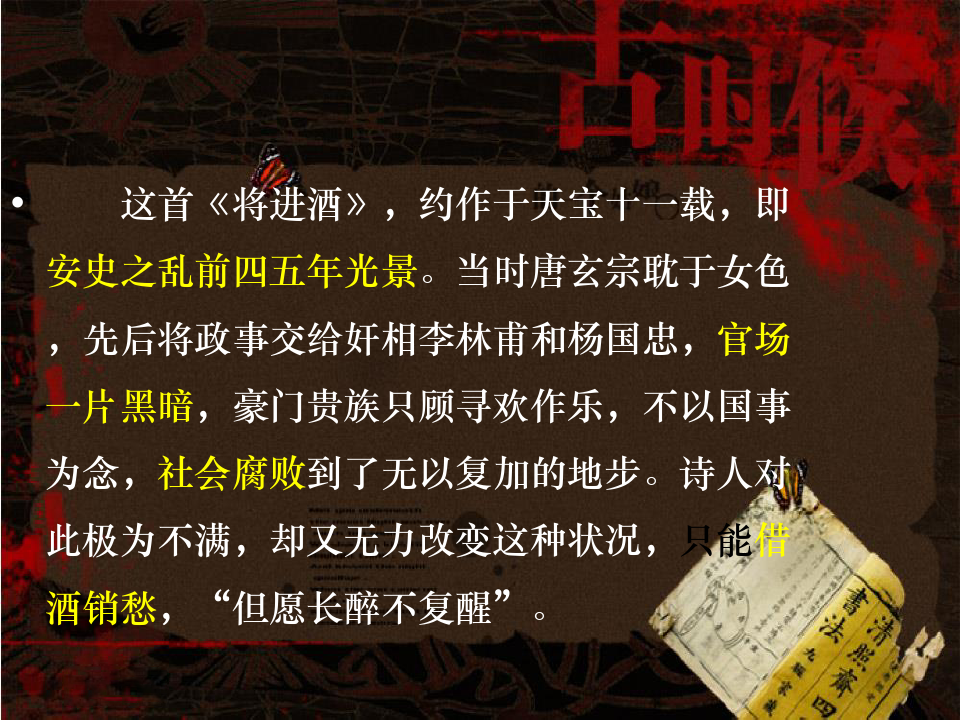 古时候
这首《将进酒》，约作于天宝十一载，即
安史之乱前四五年光景。当时唐玄宗耽于女色
，先后将政事交给奸相李林甫和杨国忠，官场
一片黑暗，豪门贵族只顾寻欢作乐，不以国事
为念，社会腐败到了无以复加的地步。诗人对
此极为不满，却又无力改变这种状况，只能借
酒销愁，“但愿长醉不复醒”。
清照齋四
書法